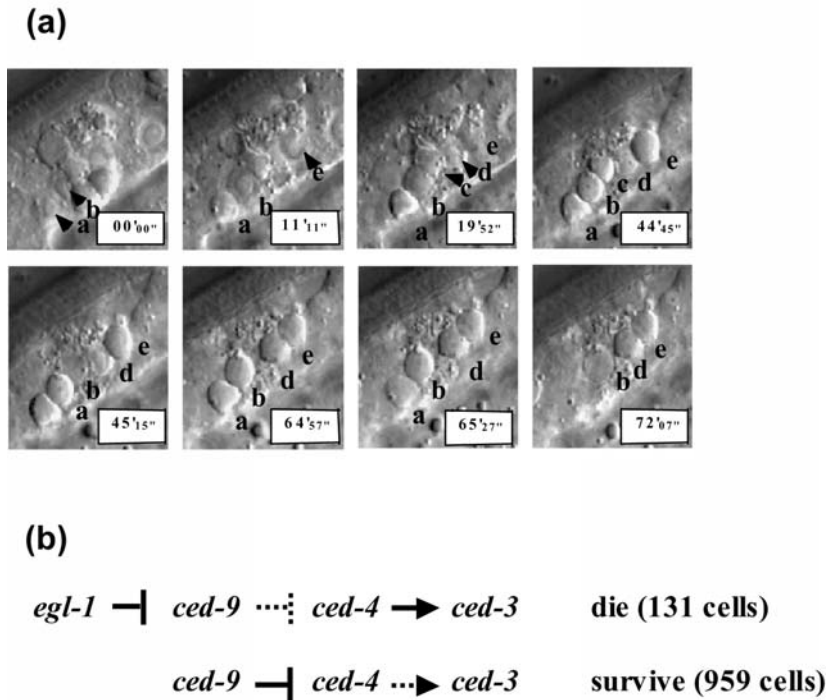 (a)
a b 00'00"
a b e 11'11"
a b c d e 19'52"
a b c d e 44'45"
a b d e 45'15"
a b d e 64'57"
a b d e 65'27"
d e 72'07"
(b)
egl-1 ced-9 ced-4 ced-3 die (131 cells)
ced-9 ced-4 ced-3 survive (959 cells)